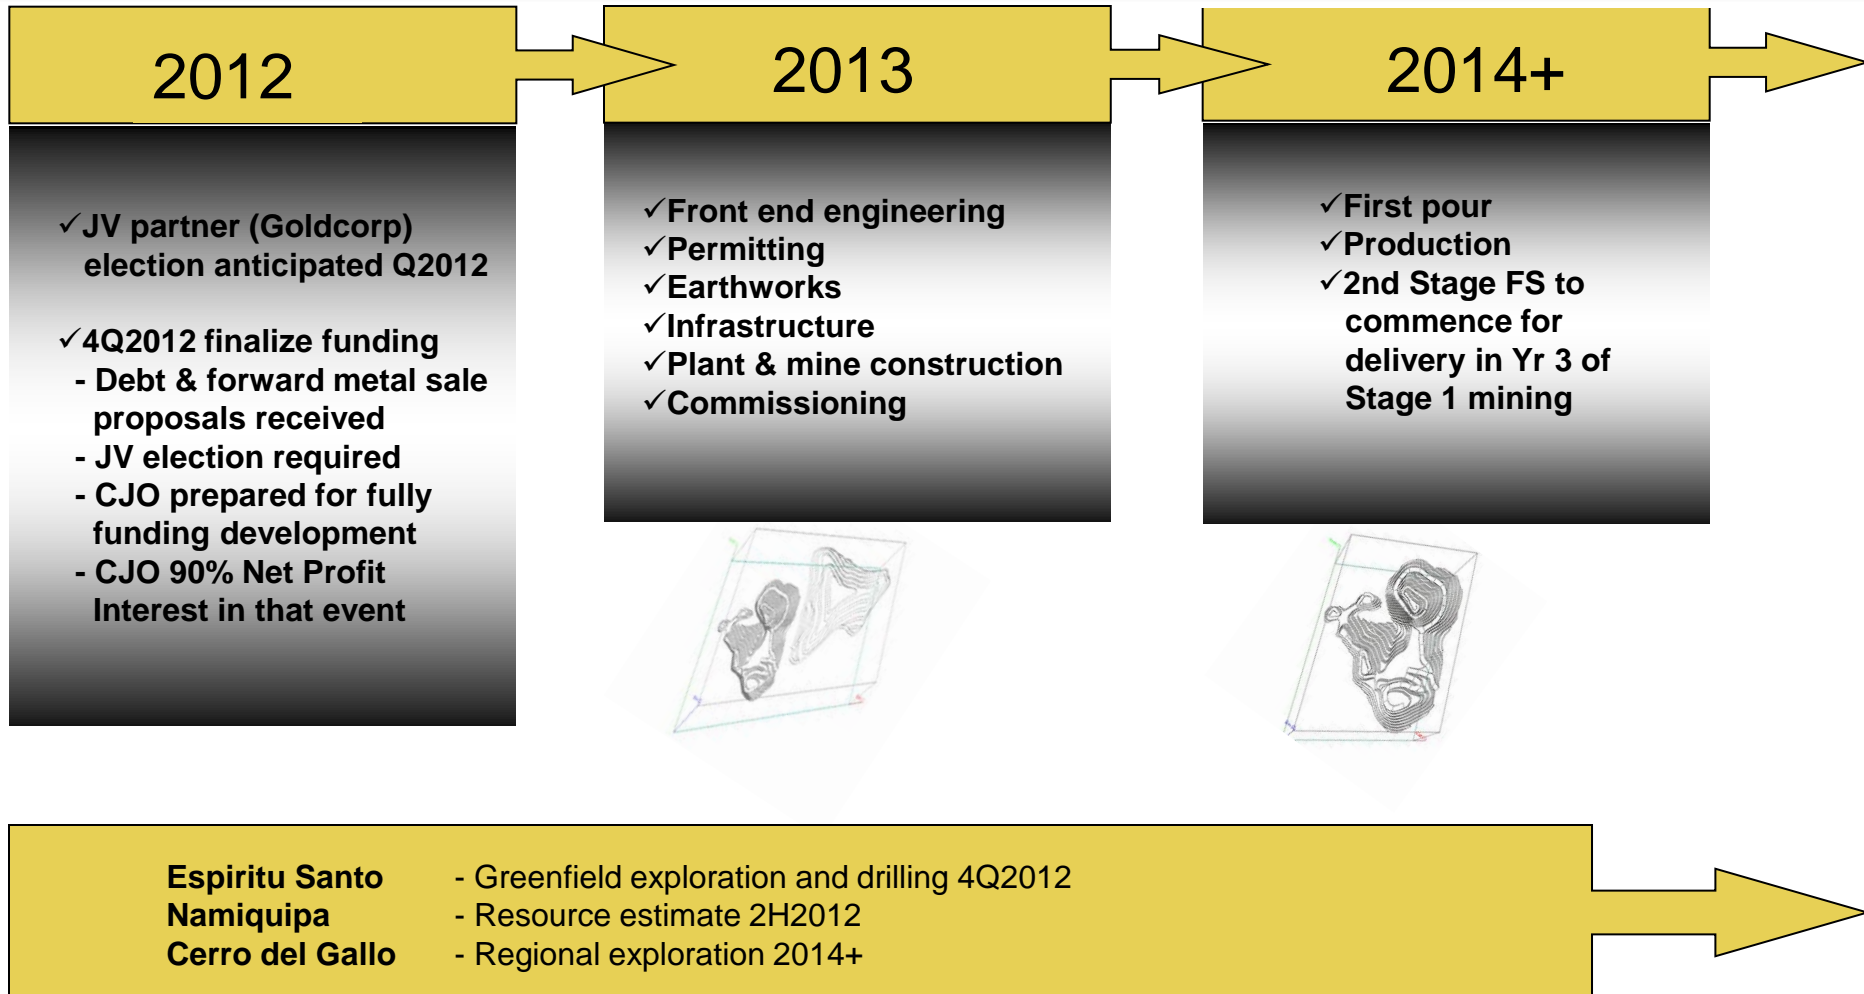 2012
2013
2014+
✓JV partner (Goldcorp)
election anticipated Q2012
✓4Q2012 finalize funding
- Debt & forward metal sale
proposals received
- JV election required
- CJO prepared for fully
funding development
- CJO 90% Net Profit
Interest in that event
✓Front end engineering
✓Permitting
✓Earthworks
✓Infrastructure
✓Plant & mine construction
✓Commissioning
✓First pour
✓Production
✓2nd Stage FS to
commence for
delivery in Yr 3 of
Stage 1 mining
Espiritu Santo - Greenfield exploration and drilling 4Q2012
Namiquipa - Resource estimate 2H2012
Cerro del Gallo - Regional exploration 2014+